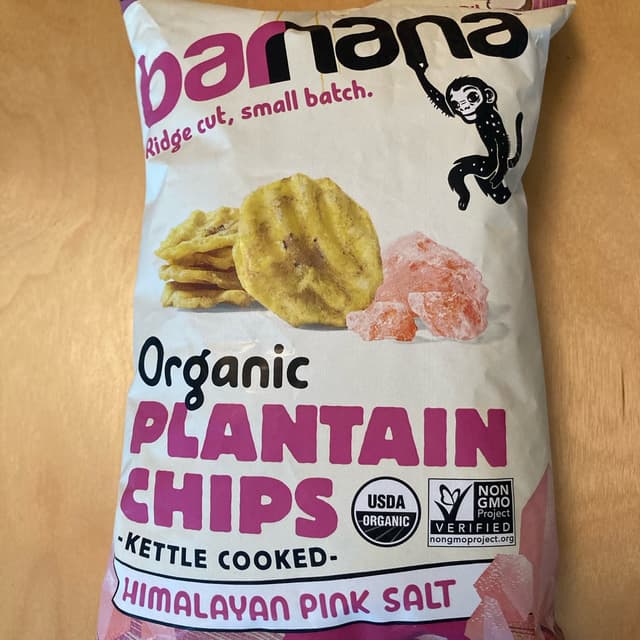 barnana
Ridge cut, small batch.
Organic
PLANTAIN
CHIPS
USDA
ORGANIC
NON
GMO
Project
VERIFIED
nongmoproject.org
-KETTLE COOKED-
HIMALAYAN PINK SALT